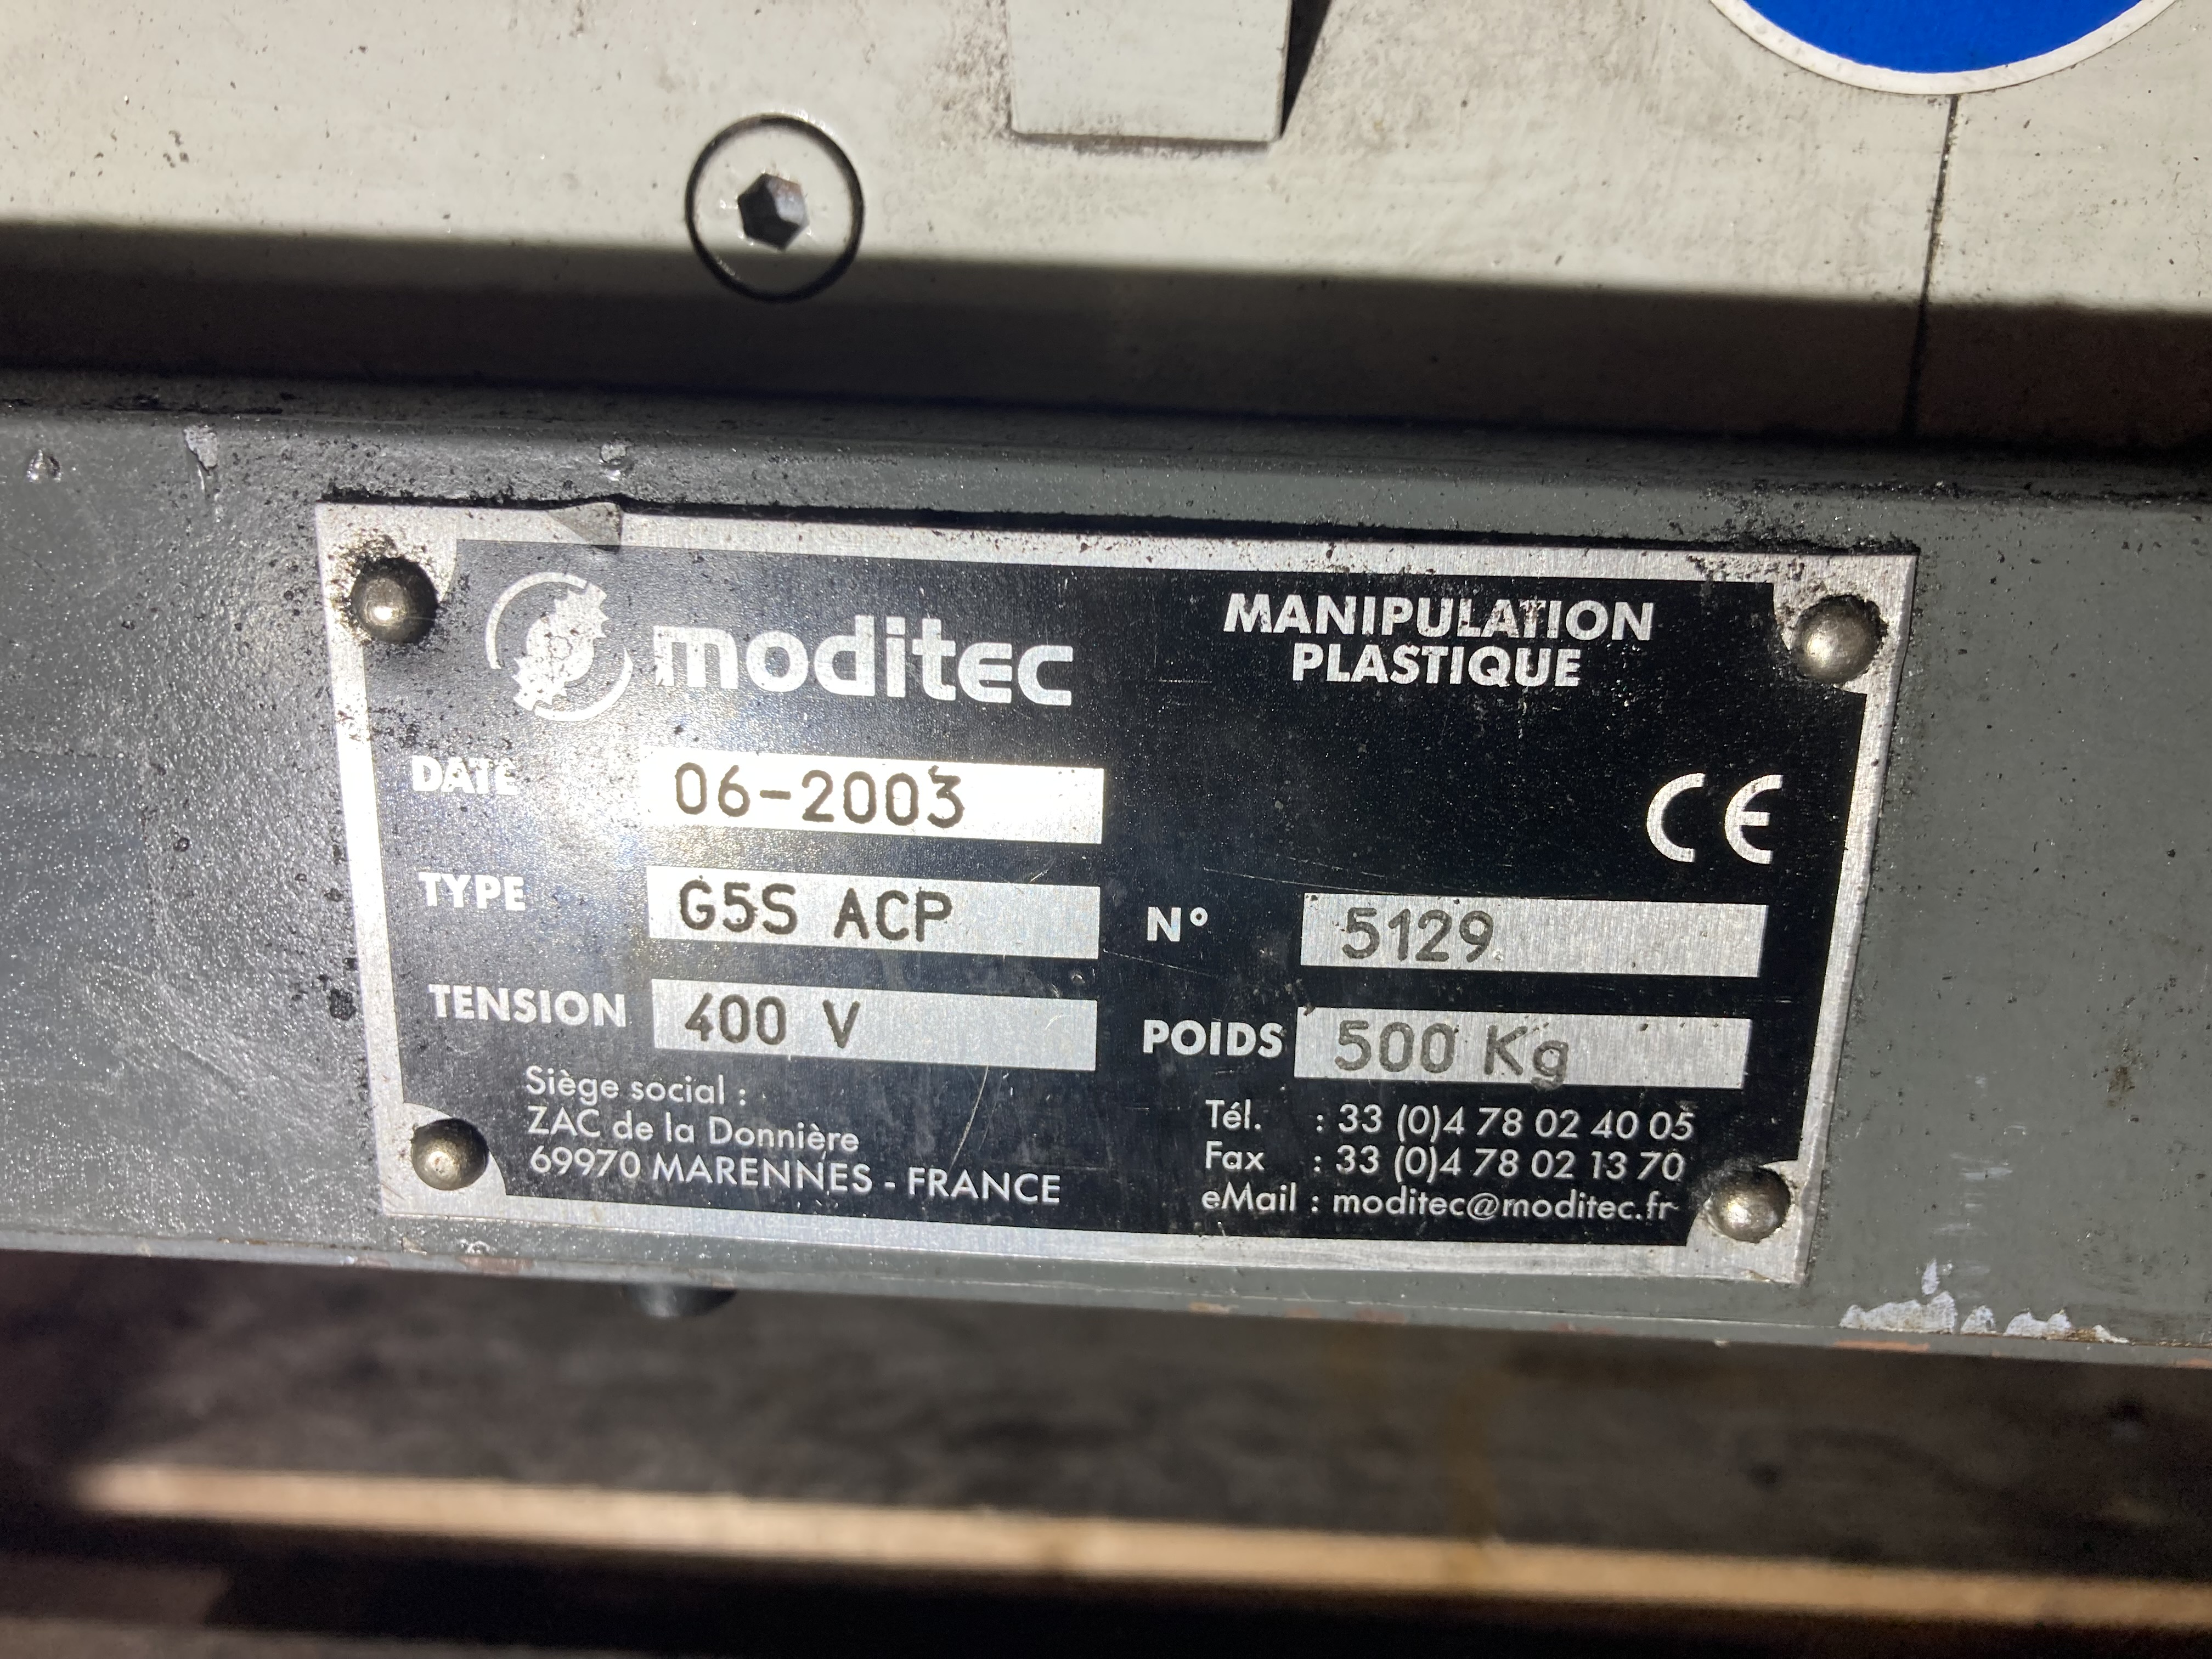 moditec
MANIPULATION
PLASTIQUE
DATE 06-2003
CE
TYPE G5S ACP N° 5129
TENSION 400 V POIDS 500 Kg
Siège social :
ZAC de la Donnière
69970 MARENNES - FRANCE
Tél. : 33 (0)4 78 02 40 05
Fax : 33 (0)4 78 02 13 70
eMail : moditec@moditec.fr